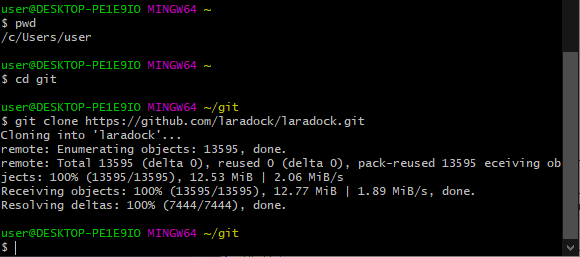 user@DESKTOP-PE1E9IO MINGW64 ~
$ pwd
/c/Users/user
user@DESKTOP-PE1E9IO MINGW64 ~
$ cd git
user@DESKTOP-PE1E9IO MINGW64 ~/git
$ git clone https://github.com/laradock/laradock.git
Cloning into 'laradock'...
remote: Enumerating objects: 13595, done.
remote: Total 13595 (delta 0), reused 0 (delta 0), pack-reused 13595 eceiving ob
jects: 100% (13595/13595), 12.53 MiB | 2.06 MiB/s
Receiving objects: 100% (13595/13595), 12.77 MiB | 1.89 MiB/s, done.
Resolving deltas: 100% (7444/7444), done.
user@DESKTOP-PE1E9IO MINGW64 ~/git
$